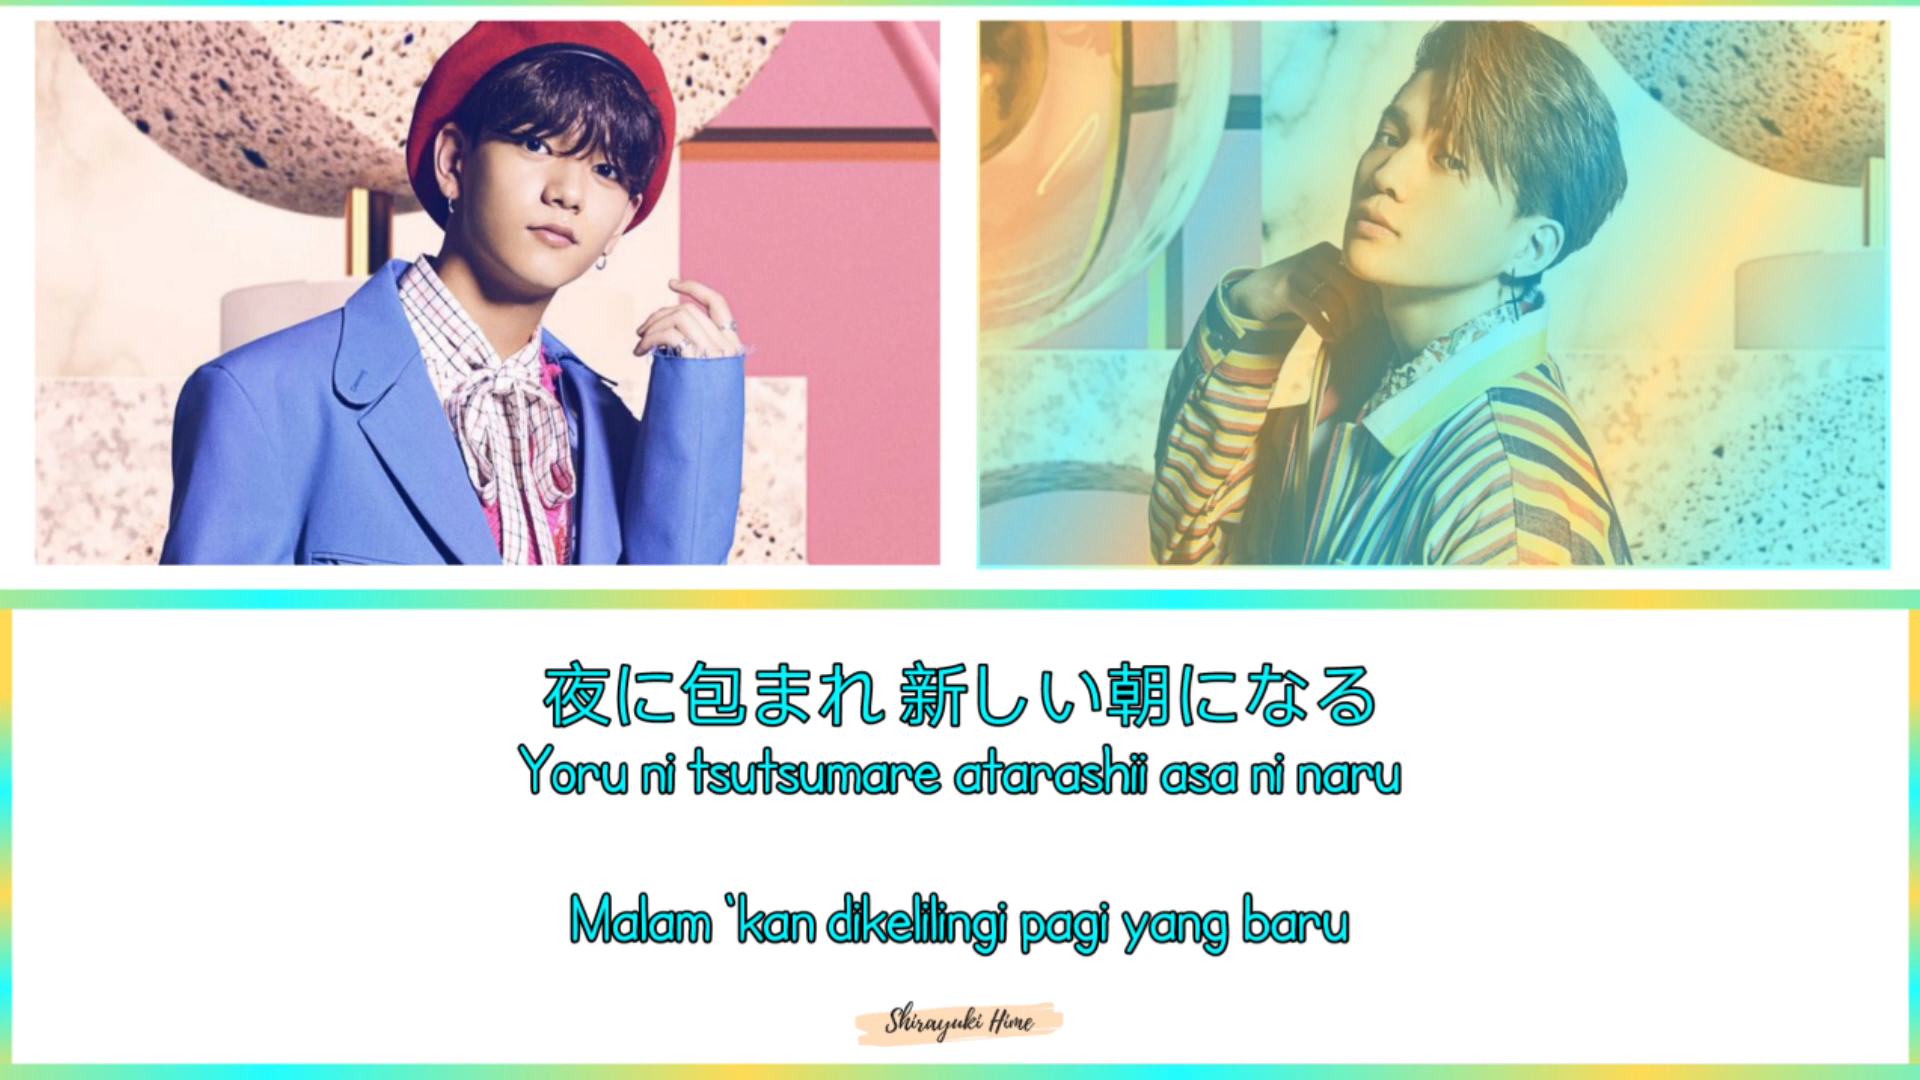 夜に包まれ 新しい朝になる
Yoru ni tsutsumare atarashii asa ni naru
Malam ‘kan dikelilingi pagi yang baru
Shirayuki Hime